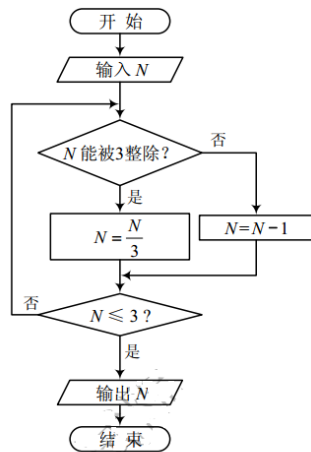 开始
输入 N
N 能被3整除?
否
是
N = N/3
N=N−1
否
N ≤ 3 ?
是
输出 N
结束